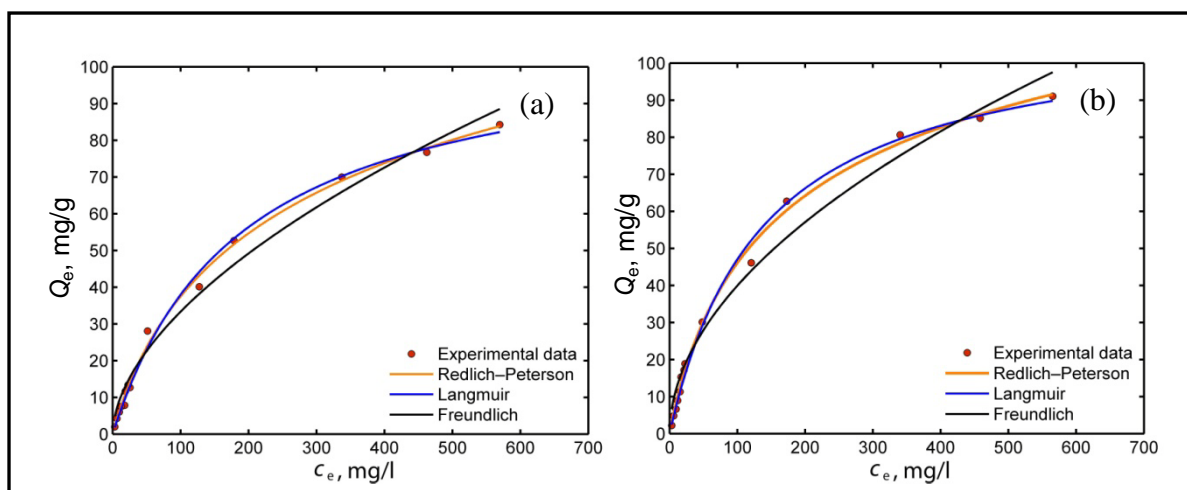 (a)
100
90
80
70
60
50
40
30
20
10
0
Qe, mg/g
0 100 200 300 400 500 600 700
ce, mg/l
Experimental data
Redlich–Peterson
Langmuir
Freundlich
(b)
100
90
80
70
60
50
40
30
20
10
0
Qe, mg/g
0 100 200 300 400 500 600 700
ce, mg/l
Experimental data
Redlich–Peterson
Langmuir
Freundlich